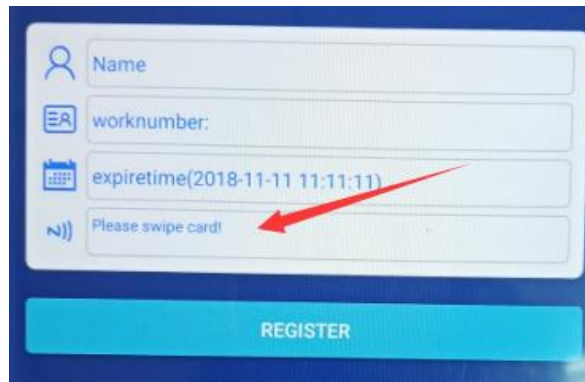 Name
worknumber:
expiretime(2018-11-11 11:11:11)
Please swipe card!
REGISTER